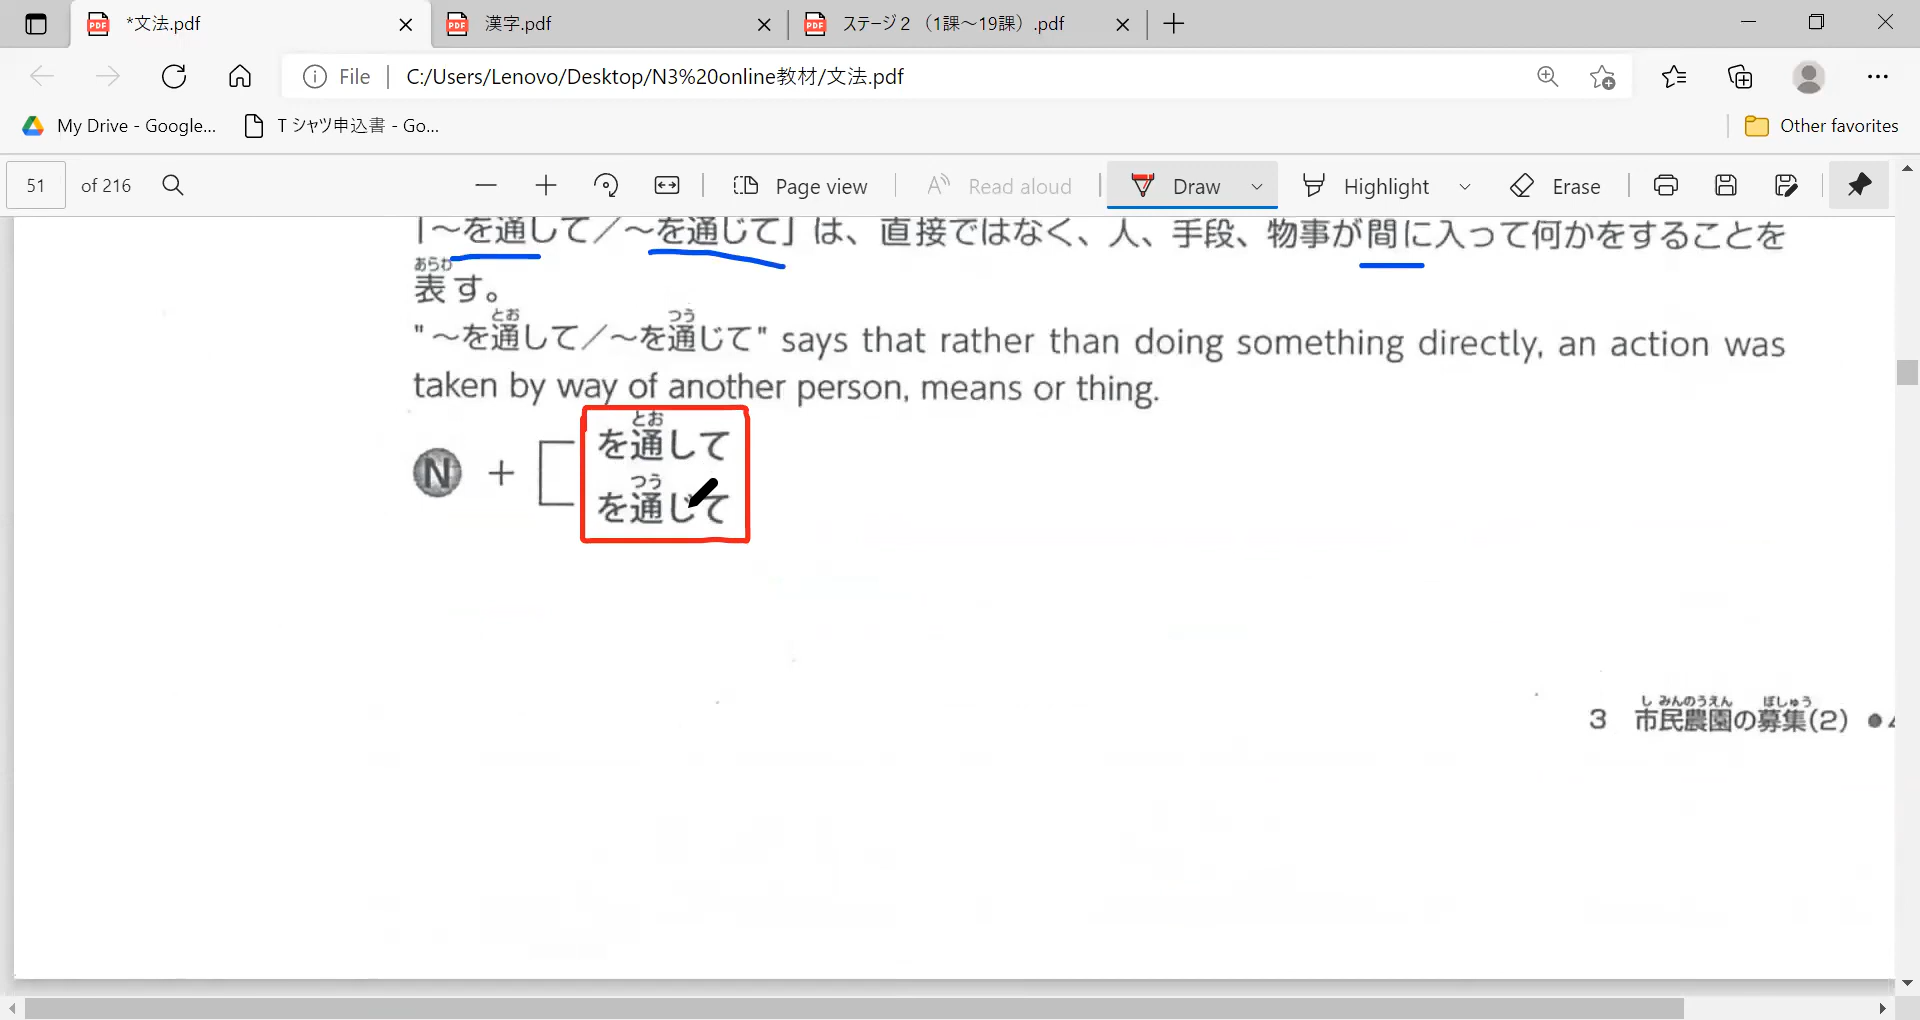 *文法.pdf
漢字.pdf
ステージ２（1課～19課）.pdf
File
C:/Users/Lenovo/Desktop/N3%20online教材/文法.pdf
My Drive - Google...
Tシャツ申込書 - Go...
Other favorites
51 of 216
Page view
Read aloud
Draw
Highlight
Erase
「～を通して／～を通じて」は、直接ではなく、人、手段、物事が間に入って何かをすることを
あらわ
表す。
とお つう
"～を通して／～を通じて" says that rather than doing something directly, an action was
taken by way of another person, means or thing.
とお
を通して
N +
つう
を通じて
し みんのうえん ぼしゅう
3 市民農園の募集(2) ●